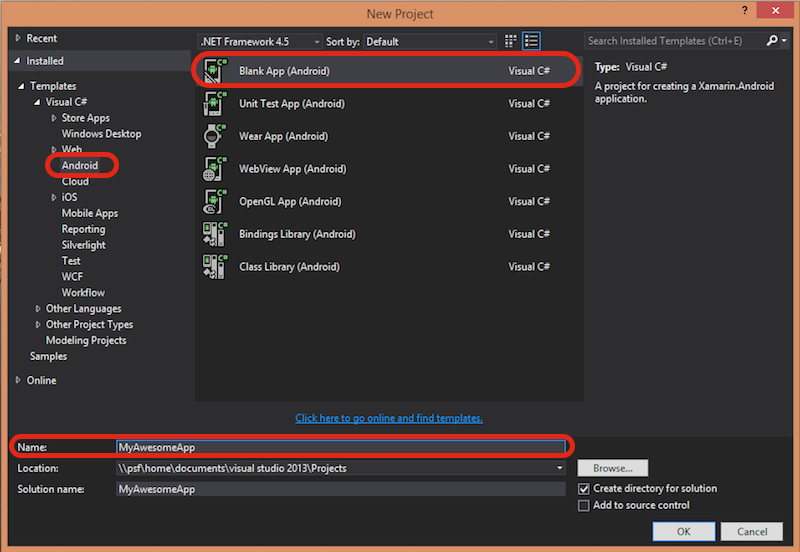 New Project
?
Recent
Installed
Templates
Visual C#
Store Apps
Windows Desktop
Web
Android
Cloud
iOS
Mobile Apps
Reporting
Silverlight
Test
WCF
Workflow
Other Languages
Other Project Types
Modeling Projects
Samples
Online
.NET Framework 4.5 Sort by: Default
Blank App (Android) Visual C#
Unit Test App (Android) Visual C#
Wear App (Android) Visual C#
WebView App (Android) Visual C#
OpenGL App (Android) Visual C#
Bindings Library (Android) Visual C#
Class Library (Android) Visual C#
Click here to go online and find templates.
Search Installed Templates (Ctrl+E)
Type: Visual C#
A project for creating a Xamarin.Android
application.
Name: MyAwesomeApp
Location: \\psf\home\documents\visual studio 2013\Projects
Browse...
Solution name: MyAwesomeApp
Create directory for solution
Add to source control
OK Cancel